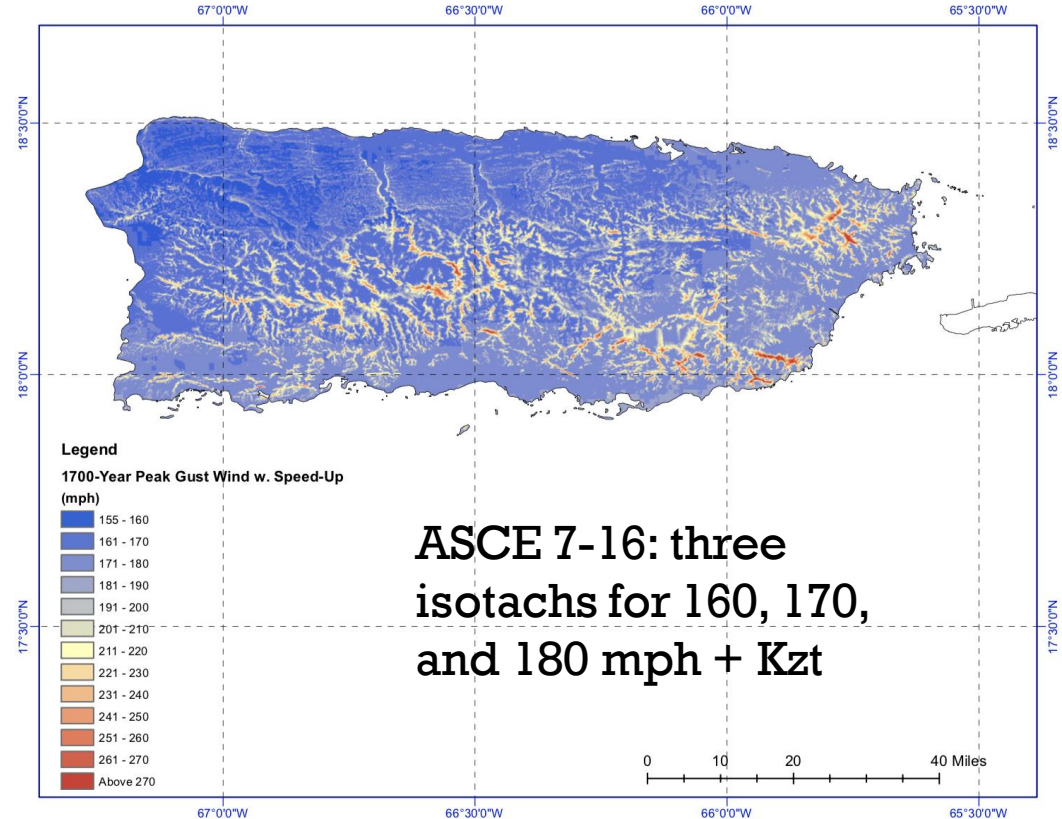 67°0'0"W 66°30'0"W 66°0'0"W 65°30'0"W
18°30'0"N 18°30'0"N
18°0'0"N 18°0'0"N
Legend
1700-Year Peak Gust Wind w. Speed-Up
(mph)
155 - 160
161 - 170
171 - 180
181 - 190
191 - 200
201 - 210
211 - 220
221 - 230
231 - 240
241 - 250
251 - 260
261 - 270
Above 270
ASCE 7-16: three
isotachs for 160, 170,
and 180 mph + Kzt
17°30'0"N 17°30'0"N
0 10 20 40 Miles
67°0'0"W 66°30'0"W 66°0'0"W 65°30'0"W